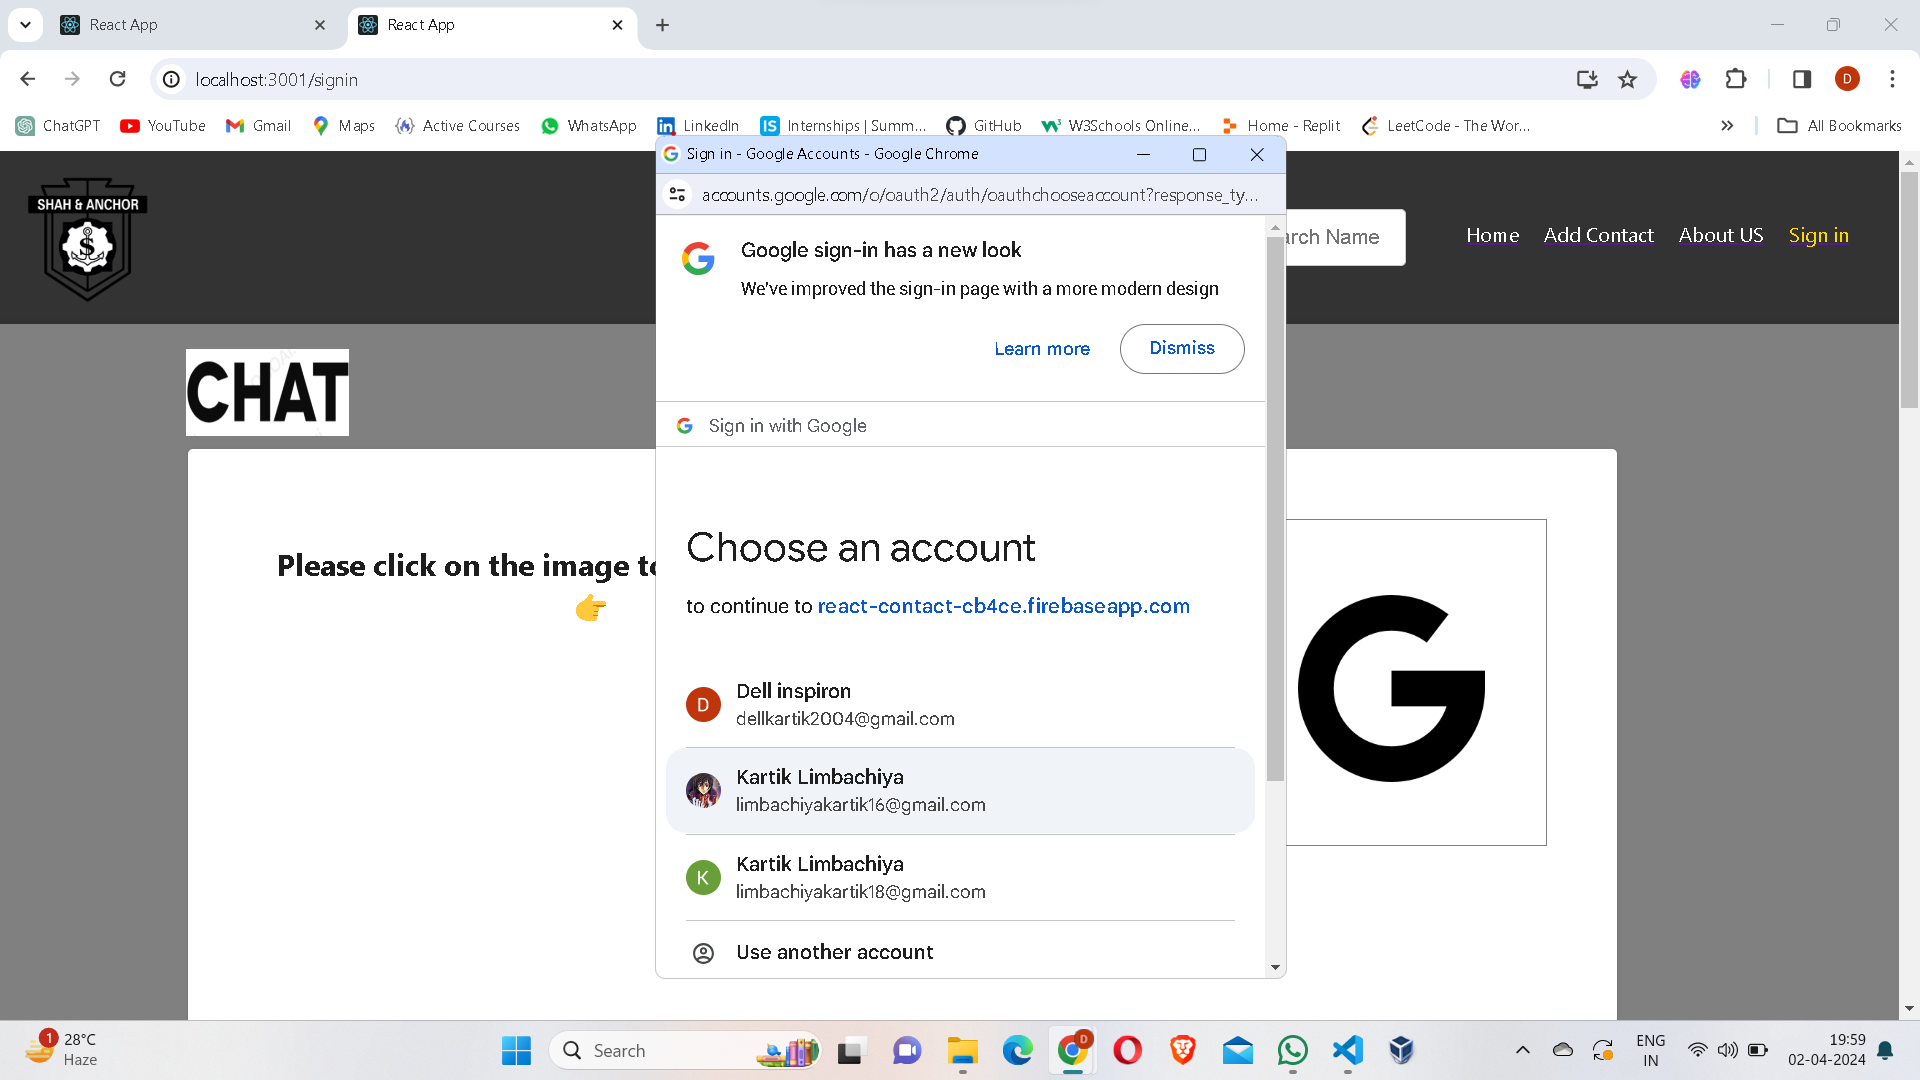 React App
React App
localhost:3001/signin
D
ChatGPT
YouTube
Gmail
Maps
Active Courses
WhatsApp
LinkedIn
Internships | Summ...
GitHub
W3Schools Online...
Home - Replit
LeetCode - The Wor...
All Bookmarks
Sign in - Google Accounts - Google Chrome
accounts.google.com/o/oauth2/auth/oauthchooseaccount?response_ty...
SHAH & ANCHOR
S
Name
Home
Add Contact
About US
Sign in
Google sign-in has a new look
We've improved the sign-in page with a more modern design
Learn more
Dismiss
CHAT
Sign in with Google
Please click on the image
Choose an account
to continue to react-contact-cb4ce.firebaseapp.com
D
Dell inspiron
dellkartik2004@gmail.com
Kartik Limbachiya
limbachiyakartik16@gmail.com
K
Kartik Limbachiya
limbachiyakartik18@gmail.com
Use another account
G
1
28°C
Haze
Search
D
ENG
IN
19:59
02-04-2024